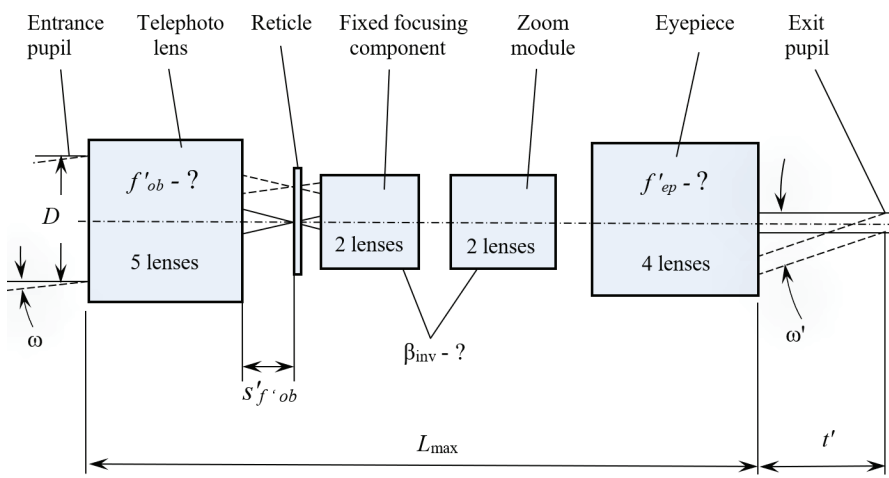 Entrance
pupil
Telephoto
lens
Reticle
Fixed focusing
component
Zoom
module
Eyepiece
Exit
pupil
f'ob - ?
f'ep - ?
D
5 lenses
2 lenses
2 lenses
4 lenses
ω
ω'
βinv - ?
s'f ‘ ob
Lmax
t'